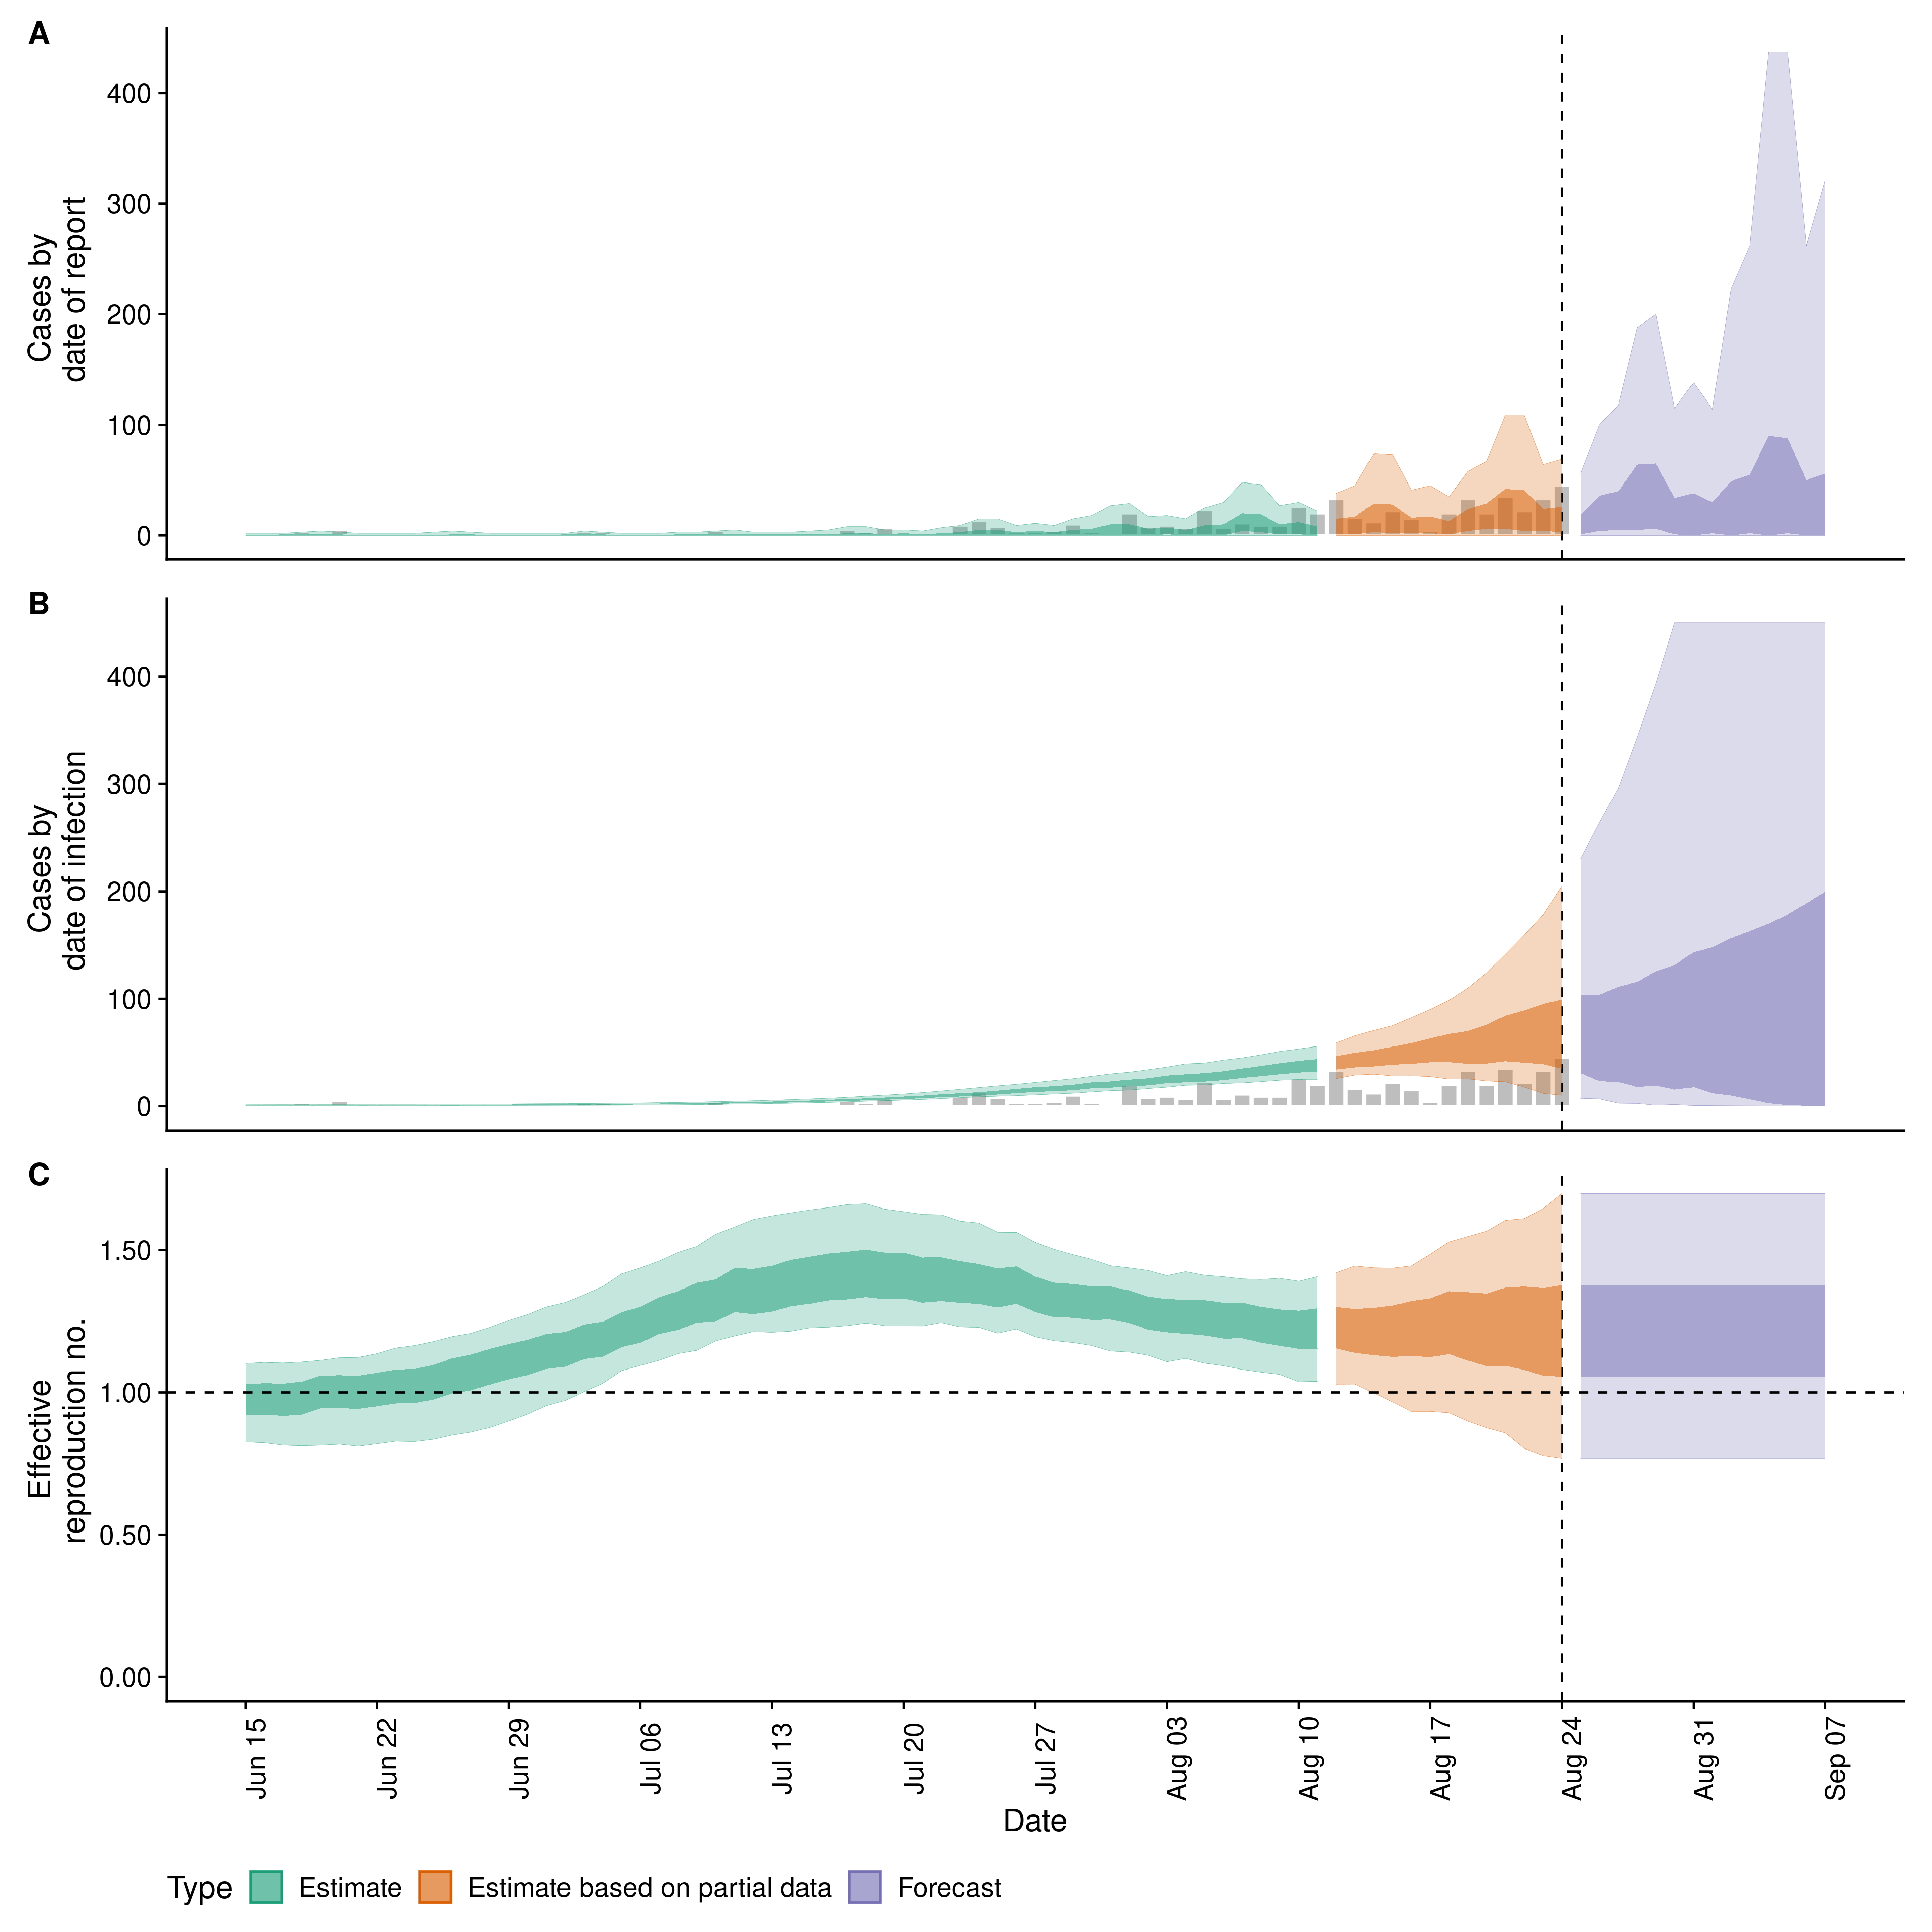 A
Cases by
date of report
400
300
200
100
0
B
Cases by
date of infection
400
300
200
100
0
C
Effective
reproduction no.
1.50
1.00
0.50
0.00
Jun 15
Jun 22
Jun 29
Jul 06
Jul 13
Jul 20
Jul 27
Aug 03
Aug 10
Aug 17
Aug 24
Aug 31
Sep 07
Date
Type Estimate Estimate based on partial data Forecast